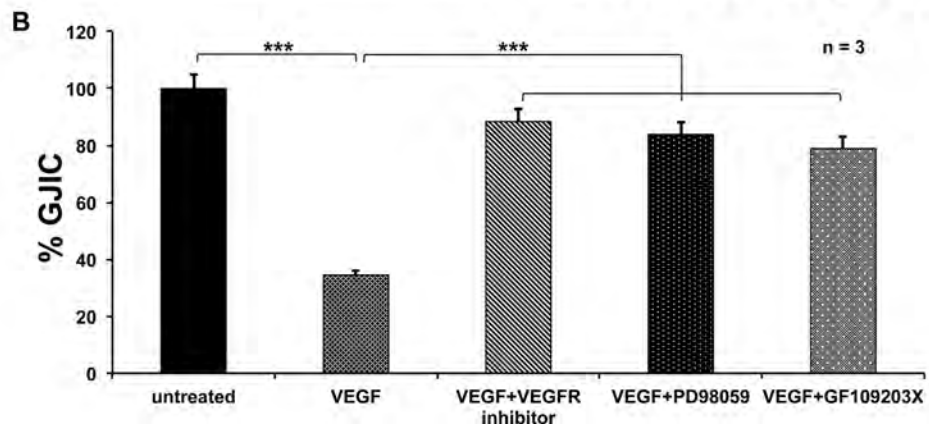 B
120
100
80
60
40
20
0
% GJIC
*** *** n = 3
untreated VEGF VEGF+VEGFR inhibitor VEGF+PD98059 VEGF+GF109203X